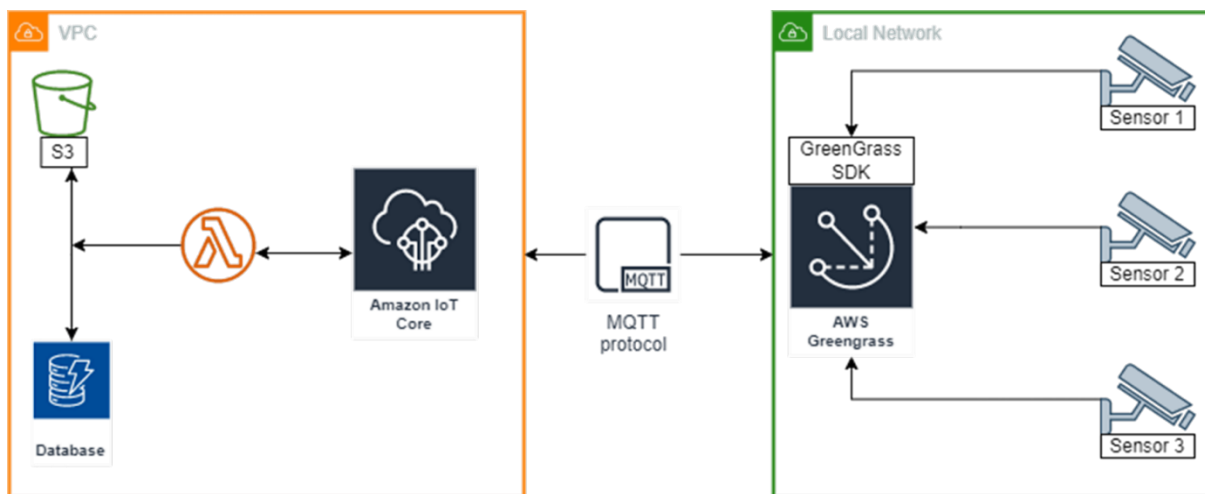 VPC
S3
Database
Amazon IoT
Core
MQTT
MQTT
protocol
Local Network
GreenGrass
SDK
AWS
Greengrass
Sensor 1
Sensor 2
Sensor 3